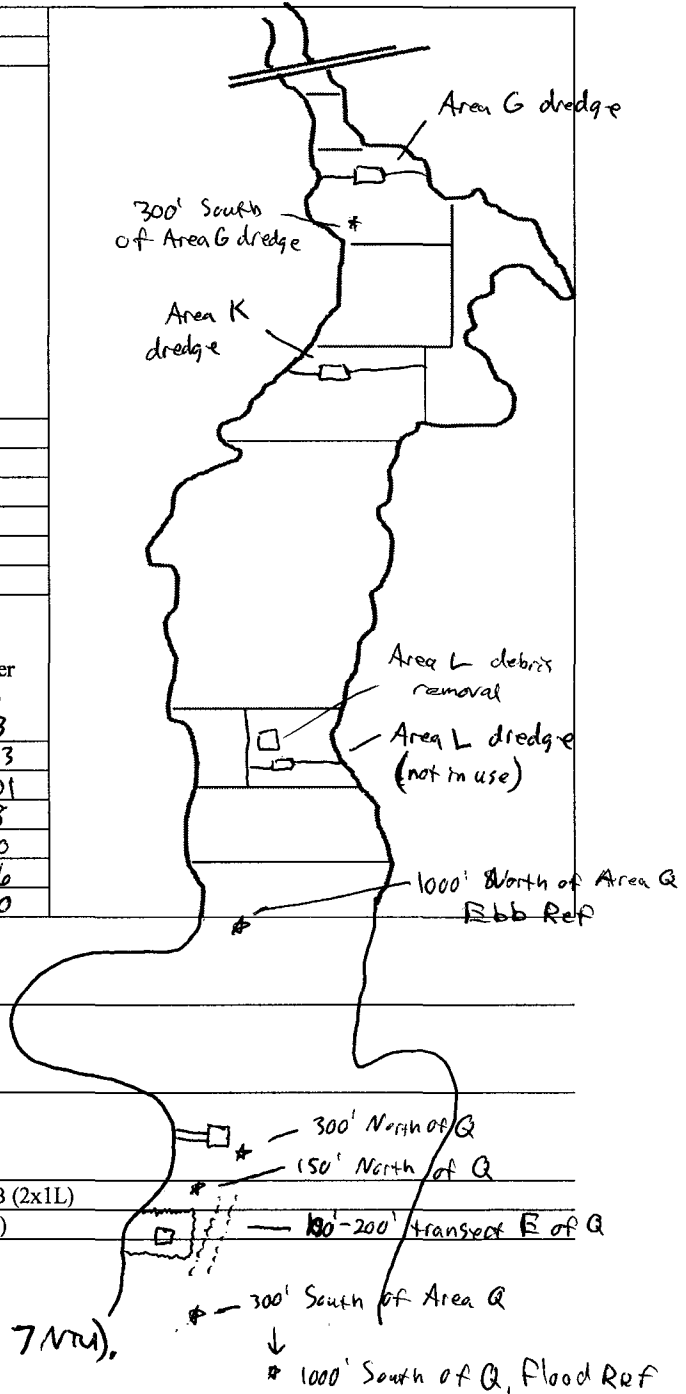 Area G dredge
300' South
of Area G dredge
Area K
dredge
er
3
3
01
8
0
6
0
Area L debris
removal
Area L dredge
(not in use)
1000' North of Area Q
Ebb Ref
300' North of Q
150' North of Q
3 (2x1L)
)
-200' transect E of Q
300' South of Area Q
7 NTU).
1000' South of Q, Flood Ref